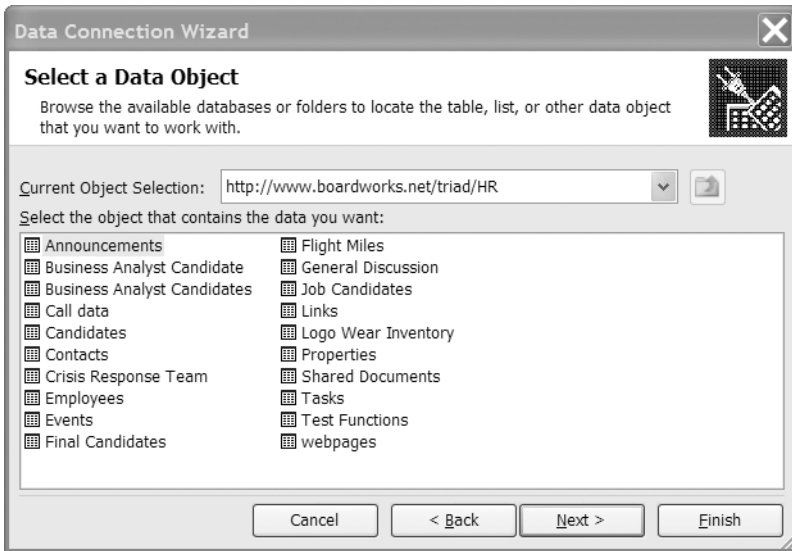 Data Connection Wizard
Select a Data Object
Browse the available databases or folders to locate the table, list, or other data object
that you want to work with.
Current Object Selection: http://www.boardworks.net/triad/HR
Select the object that contains the data you want:
Announcements
Business Analyst Candidate
Business Analyst Candidates
Call data
Candidates
Contacts
Crisis Response Team
Employees
Events
Final Candidates
Flight Miles
General Discussion
Job Candidates
Links
Logo Wear Inventory
Properties
Shared Documents
Tasks
Test Functions
webpages
Cancel < Back Next > Finish